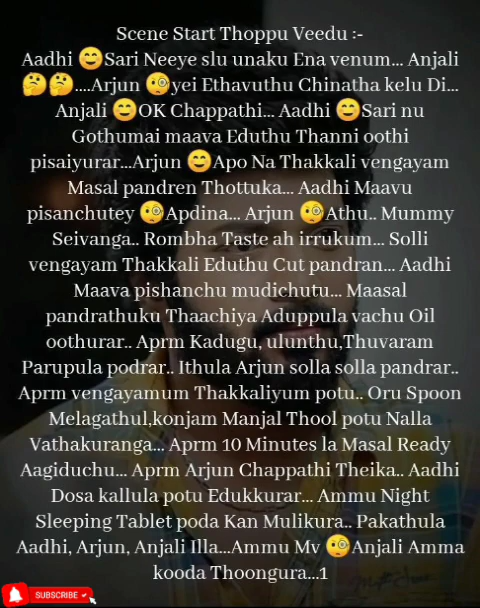 Scene Start Thoppu Veedu :-
Aadhi 😊Sari Neeye slu unaku Ena venum... Anjali
🤔🤔....Arjun 🧐yei Ethavuthu Chinatha kelu Di...
Anjali 😊OK Chappathi... Aadhi 😊Sari nu
Gothumai maava Eduthu Thanni oothi
pisaiyurar...Arjun 😊Apo Na Thakkali vengayam
Masal pandren Thottuka... Aadhi Maavu
pisanchutey 🧐Apdina... Arjun 🧐Athu.. Mummy
Seivanga.. Rombha Taste ah irrukum... Solli
vengayam Thakkali Eduthu Cut pandran... Aadhi
Maava pishanchu mudichutu... Maasal
pandrathuku Thaachiya Aduppula vachu Oil
oothurar.. Aprm Kadugu, ulunthu,Thuvaram
Parupula podrar.. Ithula Arjun solla solla pandrar..
Aprm vengayamum Thakkaliyum potu.. Oru Spoon
Melagathul,konjam Manjal Thool potu Nalla
Vathakuranga... Aprm 10 Minutes la Masal Ready
Aagiduchu... Aprm Arjun Chappathi Theika.. Aadhi
Dosa kallula potu Edukkurar... Ammu Night
Sleeping Tablet poda Kan Mulikura.. Pakathula
Aadhi, Arjun, Anjali Illa...Ammu Mv 🧐Anjali Amma
kooda Thoongura...1
SUBSCRIBE